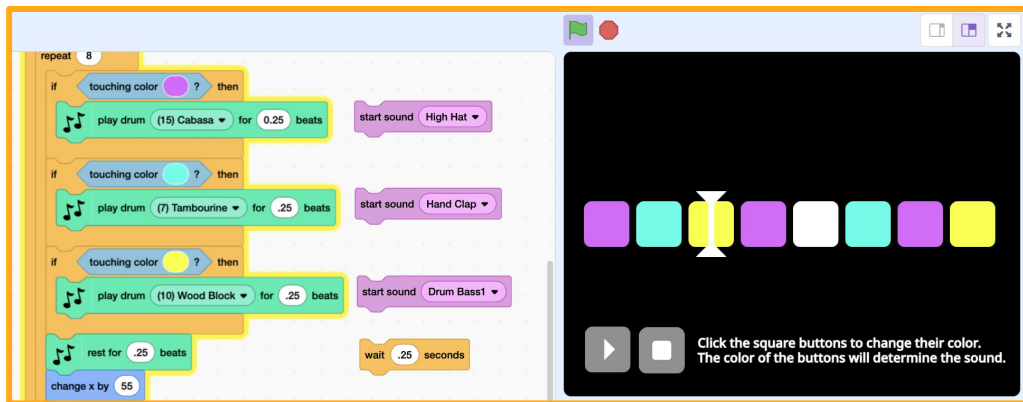 repeat 8
if touching color ? then
play drum (15) Cabasa for 0.25 beats
start sound High Hat
if touching color ? then
play drum (7) Tambourine for .25 beats
start sound Hand Clap
if touching color ? then
play drum (10) Wood Block for .25 beats
start sound Drum Bass1
rest for .25 beats
wait .25 seconds
change x by 55
Click the square buttons to change their color.
The color of the buttons will determine the sound.